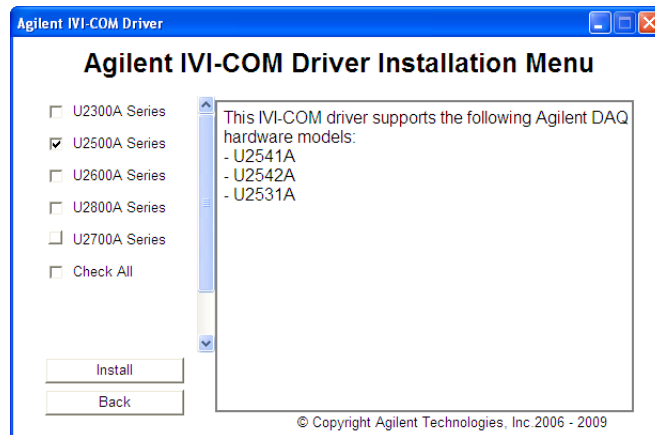 Agilent IVI-COM Driver
Agilent IVI-COM Driver Installation Menu
U2300A Series
U2500A Series
U2600A Series
U2800A Series
U2700A Series
Check All
Install
Back
This IVI-COM driver supports the following Agilent DAQ
hardware models:
- U2541A
- U2542A
- U2531A
© Copyright Agilent Technologies, Inc.2006 - 2009